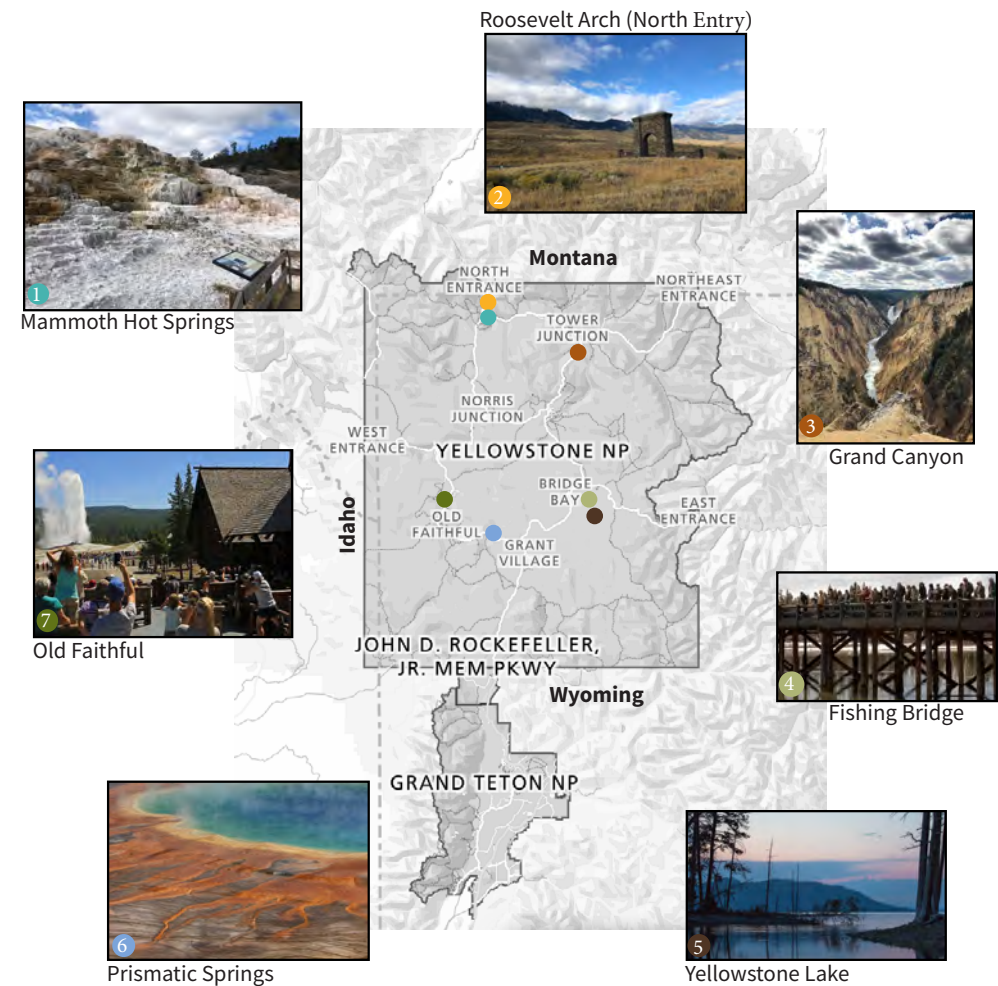 Roosevelt Arch (North Entry)
2
1
Mammoth Hot Springs
Montana
NORTH
ENTRANCE
NORTHEAST
ENTRANCE
TOWER
JUNCTION
3
Grand Canyon
NORRIS
JUNCTION
WEST
ENTRANCE
YELLOWSTONE NP
BRIDGE
BAY
EAST
ENTRANCE
OLD
FAITHFUL
GRANT
VILLAGE
Idaho
7
Old Faithful
4
Fishing Bridge
JOHN D. ROCKEFELLER,
JR. MEM PKWY
Wyoming
GRAND TETON NP
6
Prismatic Springs
5
Yellowstone Lake